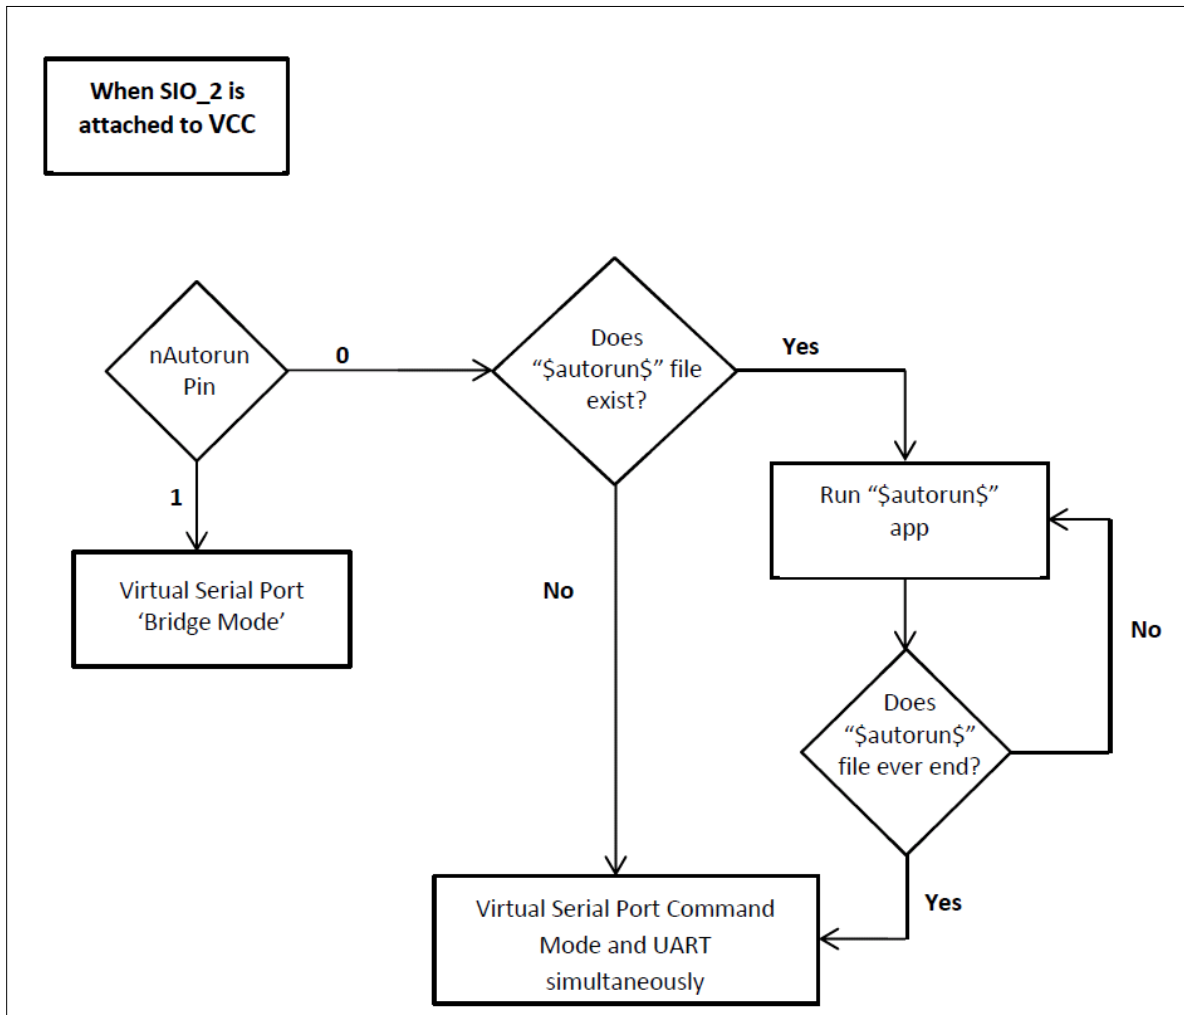 When SIO_2 is
attached to VCC
nAutorun
Pin
0
1
Virtual Serial Port
‘Bridge Mode’
Does
“$autorun$” file
exist?
Yes
No
Run “$autorun$”
app
Does
“$autorun$”
file ever end?
No
Yes
Virtual Serial Port Command
Mode and UART
simultaneously